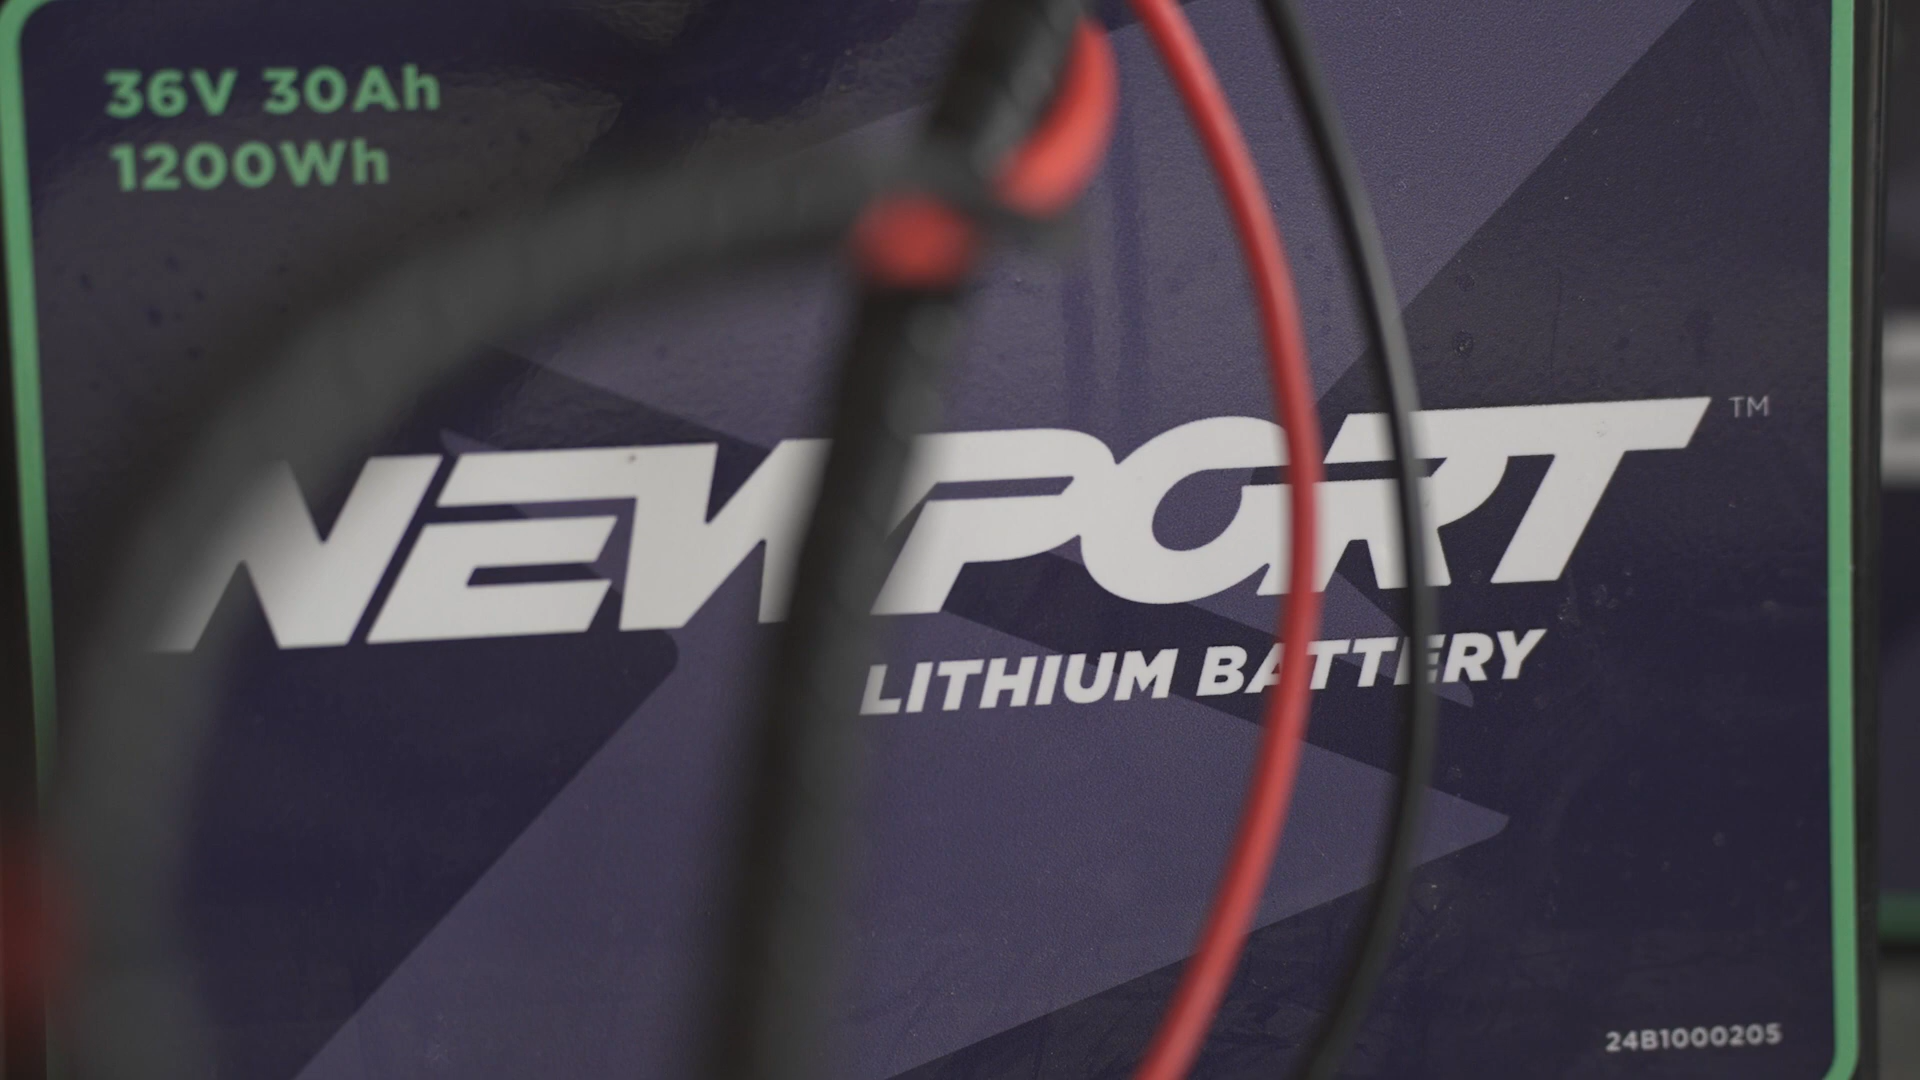 36V 30Ah
1200Wh
NEWPORT™
LITHIUM BATTERY
24B1000205